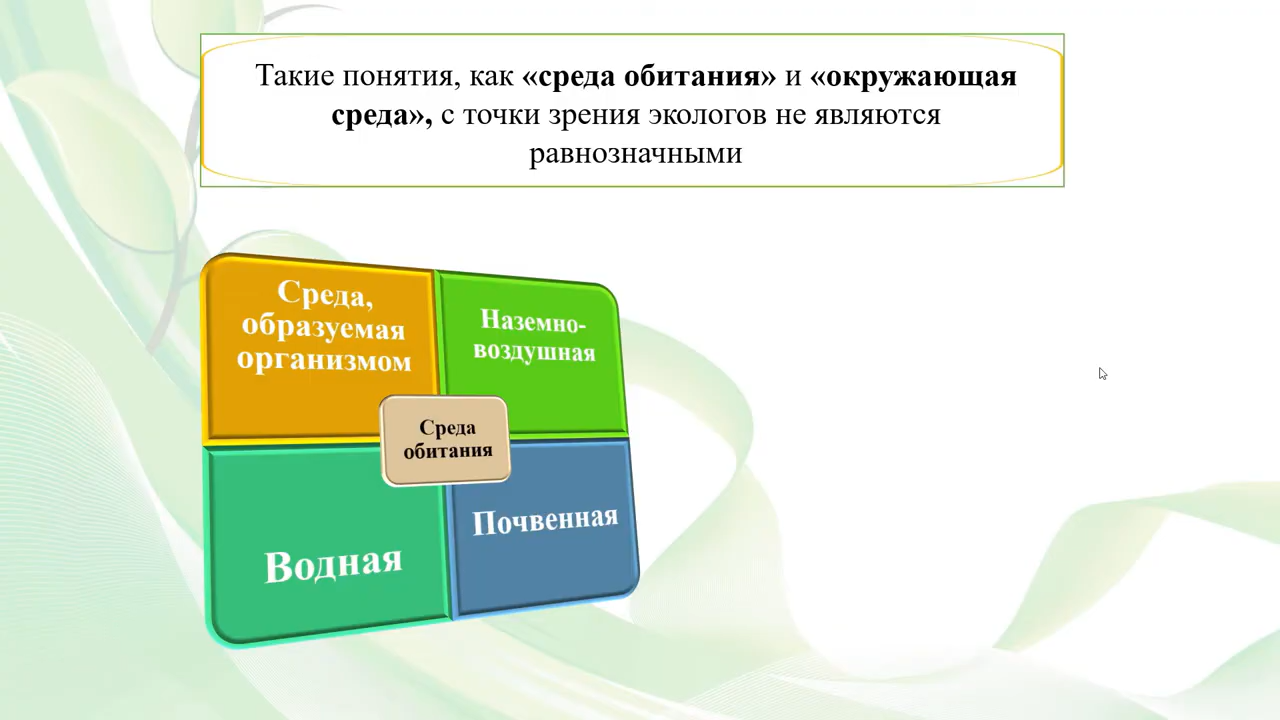 Такие понятия, как «среда обитания» и «окружающая
среда», с точки зрения экологов не являются
равнозначными
Среда,
образуемая
организмом
Наземно-
воздушная
Среда
обитания
Водная
Почвенная